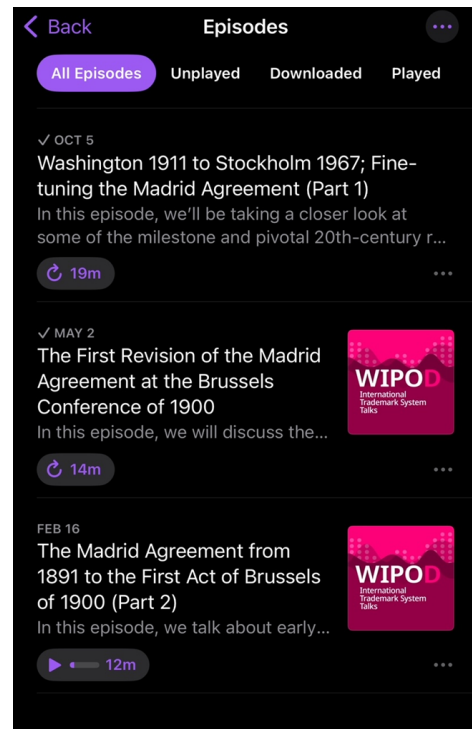 Back
Episodes
All Episodes
Unplayed
Downloaded
Played
✓ OCT 5
Washington 1911 to Stockholm 1967; Fine-
tuning the Madrid Agreement (Part 1)
In this episode, we’ll be taking a closer look at
some of the milestone and pivotal 20th-century r...
19m
✓ MAY 2
The First Revision of the Madrid
Agreement at the Brussels
Conference of 1900
In this episode, we will discuss the...
WIPOD
International
Trademark System
Talks
14m
FEB 16
The Madrid Agreement from
1891 to the First Act of Brussels
of 1900 (Part 2)
In this episode, we talk about early...
WIPOD
International
Trademark System
Talks
12m